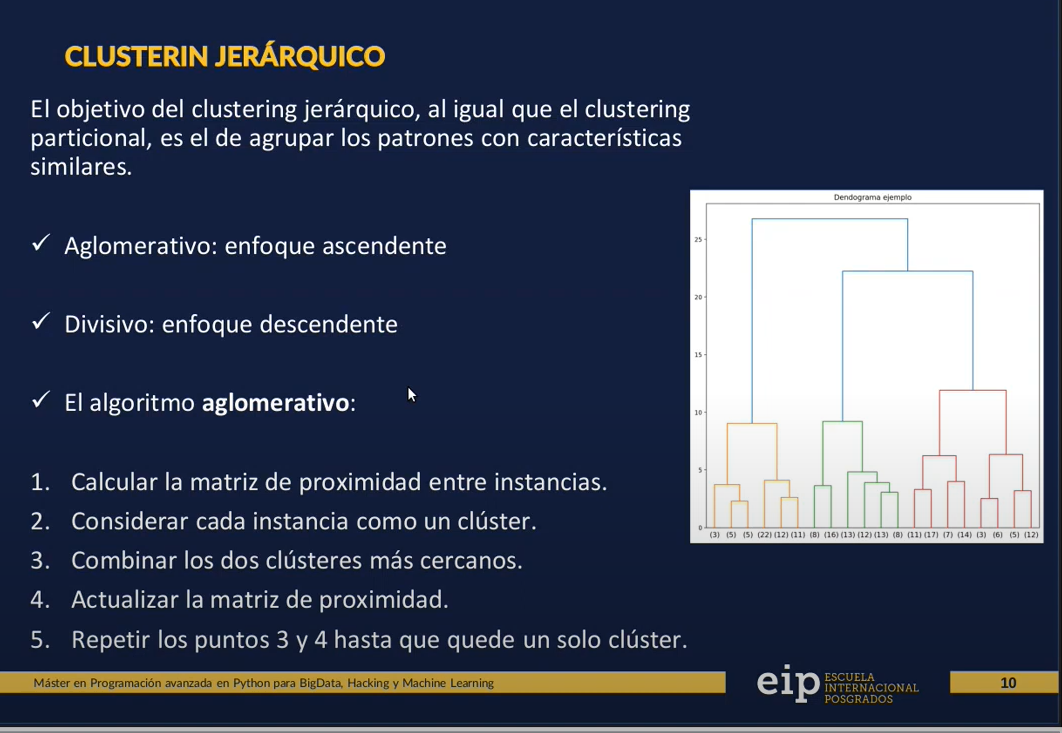 CLUSTERIN JERÁRQUICO
El objetivo del clustering jerárquico, al igual que el clustering
particional, es el de agrupar los patrones con características
similares.
✓ Aglomerativo: enfoque ascendente
✓ Divisivo: enfoque descendente
✓ El algoritmo aglomerativo:
1. Calcular la matriz de proximidad entre instancias.
2. Considerar cada instancia como un clúster.
3. Combinar los dos clústeres más cercanos.
4. Actualizar la matriz de proximidad.
5. Repetir los puntos 3 y 4 hasta que quede un solo clúster.
Dendograma ejemplo
25
20
15
10
5
0
(3) (5) (5) (22) (12) (11) (8) (16) (13) (12) (13) (8) (11) (17) (7) (14) (3) (6) (5) (12)
Máster en Programación avanzada en Python para BigData, Hacking y Machine Learning
eip
ESCUELA
INTERNACIONAL
POSGRADOS
10